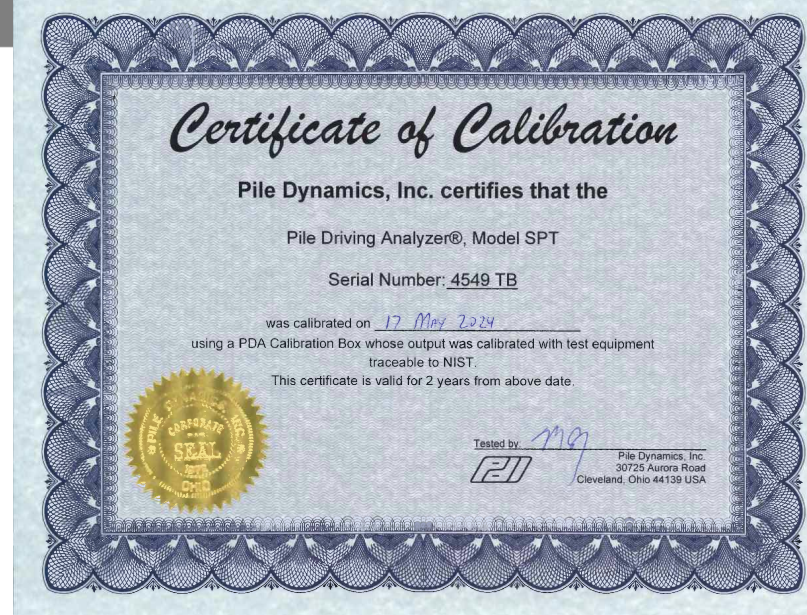 Certificate of Calibration
Pile Dynamics, Inc. certifies that the
Pile Driving Analyzer®, Model SPT
Serial Number: 4549 TB
was calibrated on 17 May 2024
using a PDA Calibration Box whose output was calibrated with test equipment
traceable to NIST.
This certificate is valid for 2 years from above date.
PILE DYNAMICS, INC.
CORPORATE
SEAL
1972
OHIO
Tested by:
PDI
Pile Dynamics, Inc.
30725 Aurora Road
Cleveland, Ohio 44139 USA